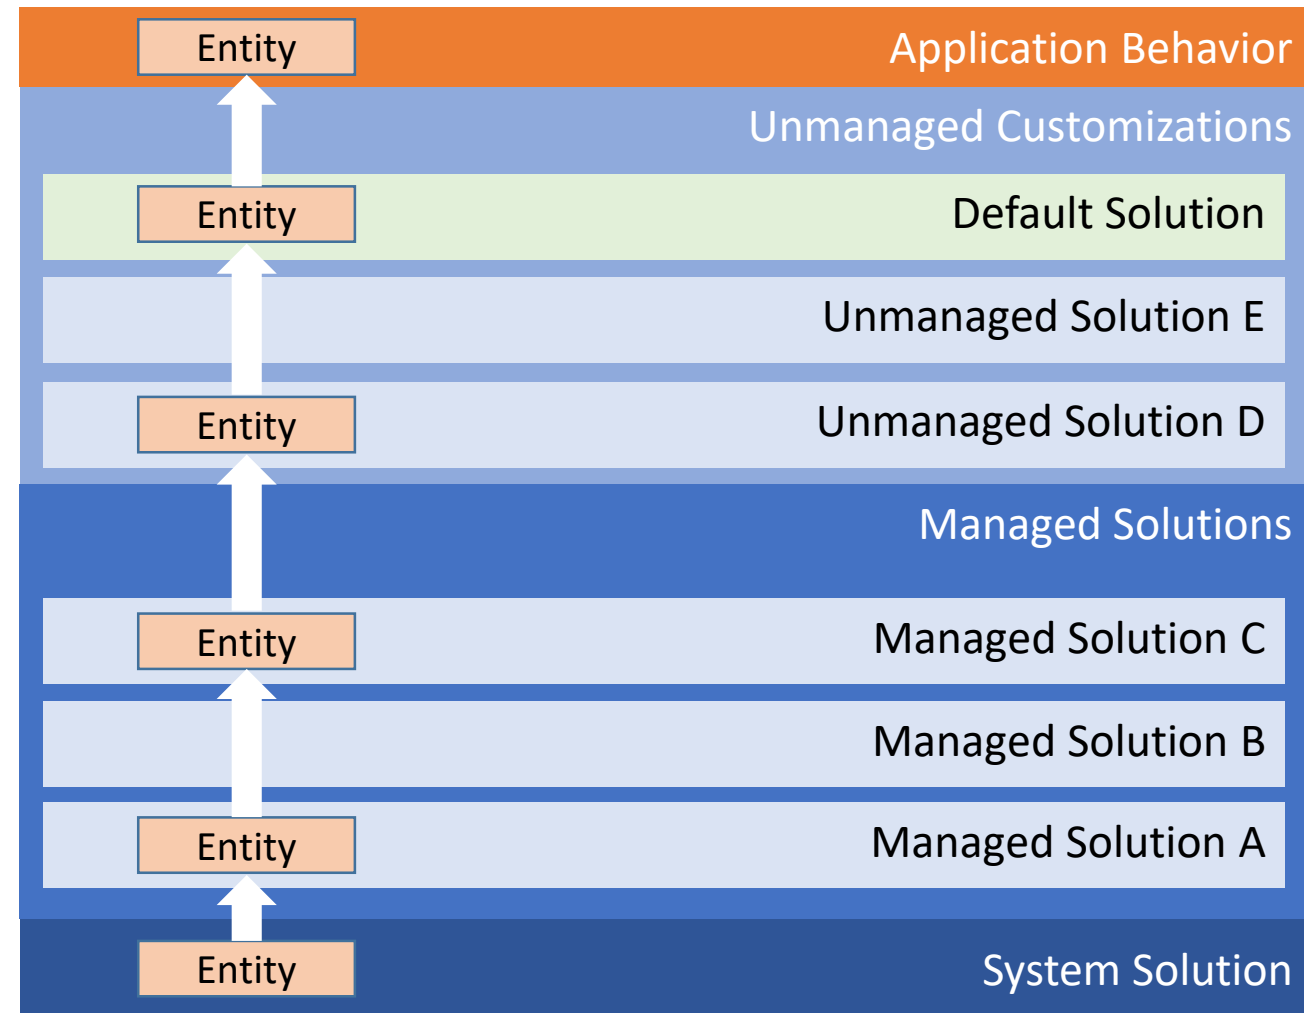 Entity Application Behavior
Unmanaged Customizations
Entity Default Solution
Unmanaged Solution E
Entity Unmanaged Solution D
Managed Solutions
Entity Managed Solution C
Managed Solution B
Entity Managed Solution A
Entity System Solution